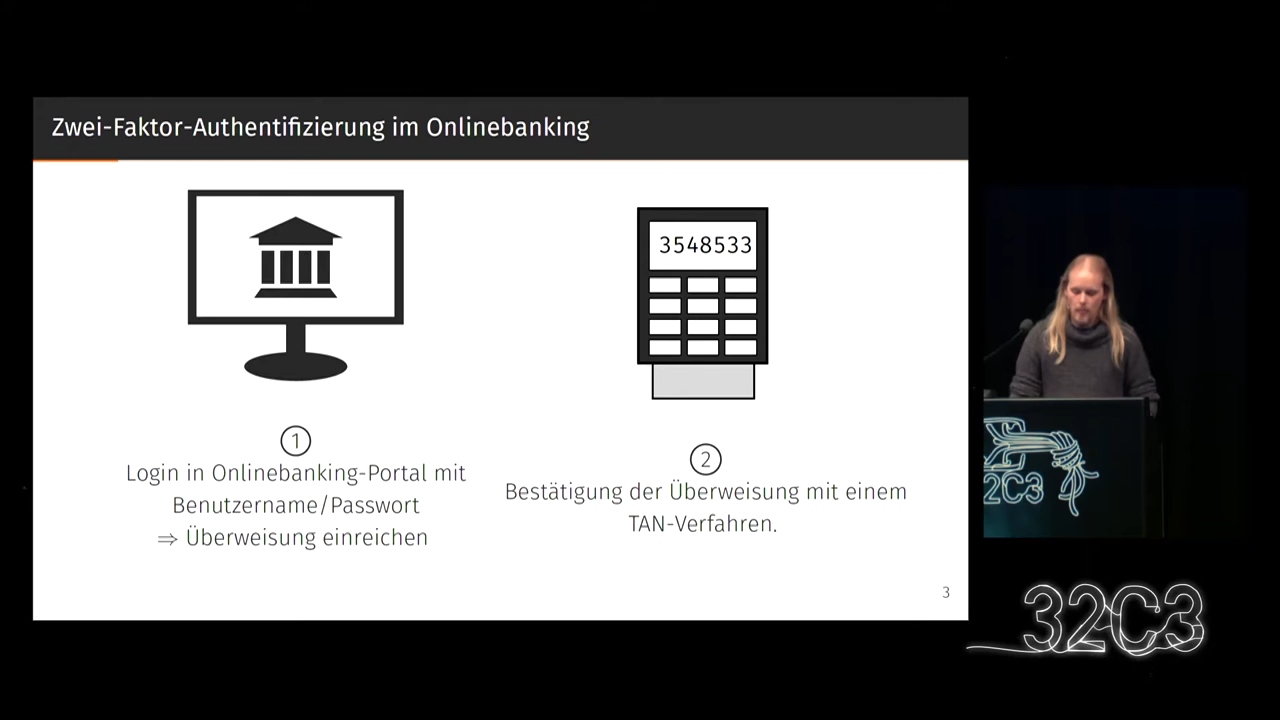 Zwei-Faktor-Authentifizierung im Onlinebanking
3548533
1
Login in Onlinebanking-Portal mit
Benutzername/Passwort
⇒ Überweisung einreichen
2
Bestätigung der Überweisung mit einem
TAN-Verfahren.
3
2C3
32C3